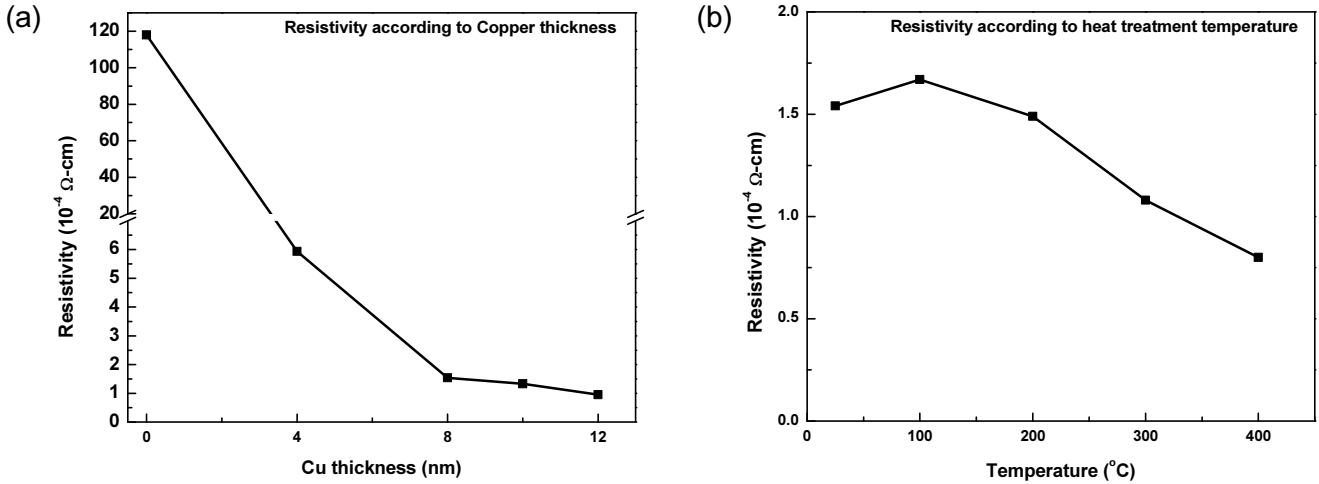 (a)
Resistivity according to Copper thickness
120
100
80
60
40
20
6
5
4
3
2
1
0
Resistivity (10⁻⁴ Ω-cm)
0 4 8 12
Cu thickness (nm)
(b)
Resistivity according to heat treatment temperature
2.0
1.5
1.0
0.5
0.0
Resistivity (10⁻⁴ Ω-cm)
0 100 200 300 400
Temperature (°C)